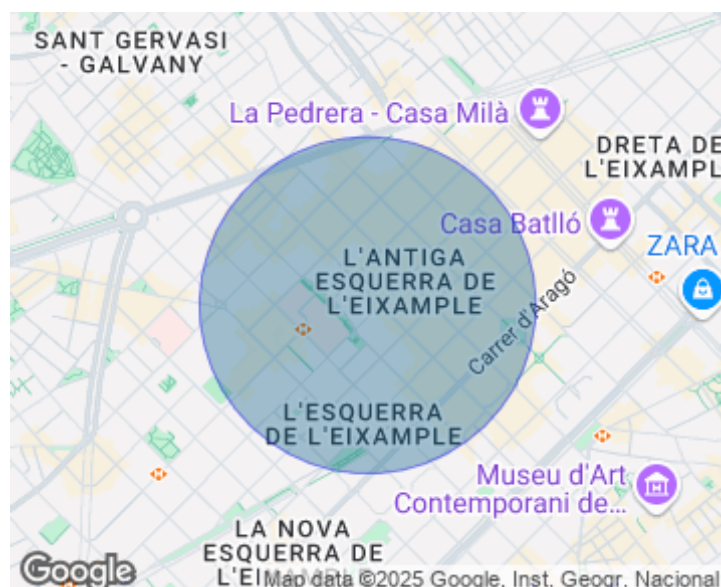 SANT GERVASI
- GALVANY
La Pedrera - Casa Milà
DRETA DE
L'EIXAMPL
Casa Batlló
ZARA
L'ANTIGA
ESQUERRA DE
L'EIXAMPLE
Carrer d'Aragó
L'ESQUERRA
DE L'EIXAMPLE
Museu d'Art
Contemporani de...
LA NOVA
ESQUERRA DE
L'EIXAMPLE
Google
Map data ©2025 Google, Inst. Geogr. Nacional